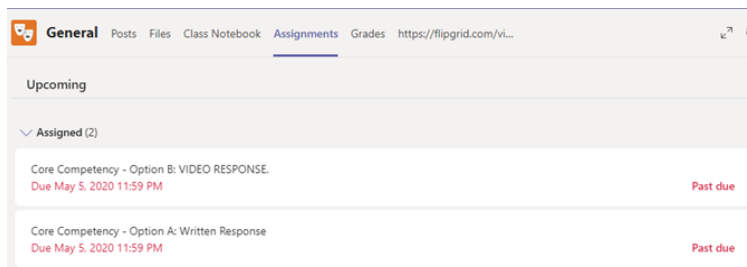 General Posts Files Class Notebook Assignments Grades https://flipgrid.com/vi...
Upcoming
Assigned (2)
Core Competency - Option B: VIDEO RESPONSE.
Due May 5, 2020 11:59 PM Past due
Core Competency - Option A: Written Response
Due May 5, 2020 11:59 PM Past due